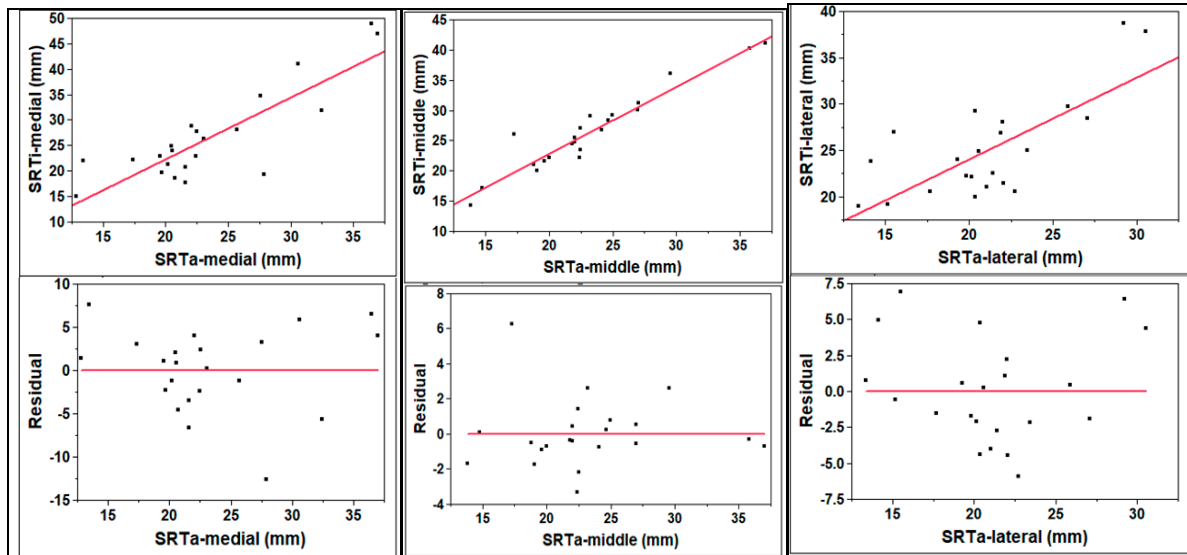 50
45
40
35
30
25
20
15
10
SRTi-medial (mm)
15 20 25 30 35
SRTa-medial (mm)
45
40
35
30
25
20
15
10
SRTi-middle (mm)
15 20 25 30 35
SRTa-middle (mm)
40
35
30
25
20
SRTi-lateral (mm)
15 20 25 30
SRTa-lateral (mm)
10
5
0
-5
-10
-15
Residual
15 20 25 30 35
SRTa-medial (mm)
8
6
4
2
0
-2
-4
Residual
15 20 25 30 35
SRTa-middle (mm)
7.5
5.0
2.5
0.0
-2.5
-5.0
-7.5
Residual
15 20 25 30
SRTa-lateral (mm)